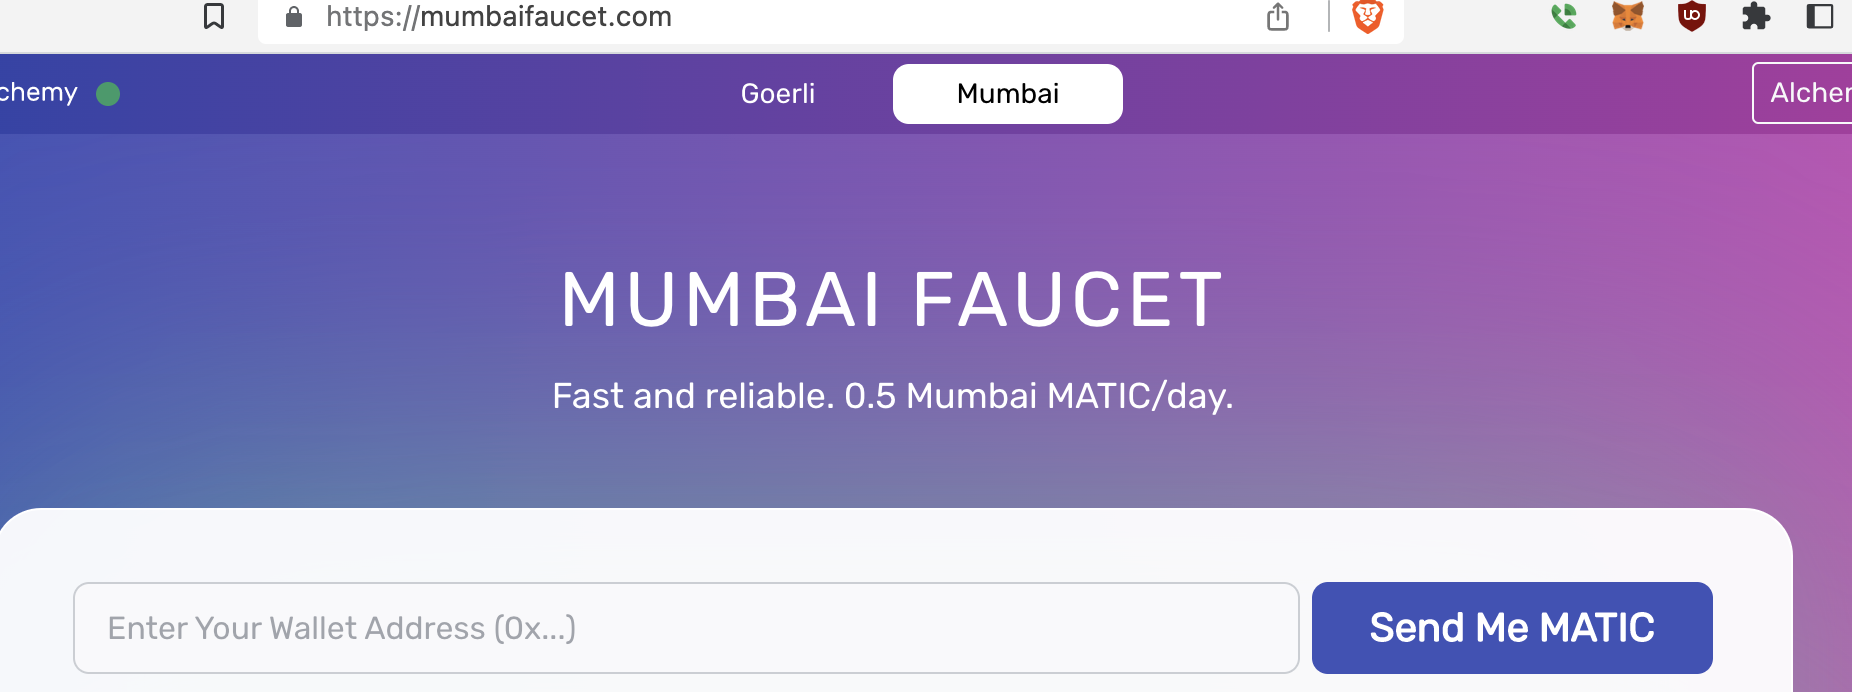 https://mumbaifaucet.com
chemy
Goerli
Mumbai
Alchem
MUMBAI FAUCET
Fast and reliable. 0.5 Mumbai MATIC/day.
Enter Your Wallet Address (0x...)
Send Me MATIC